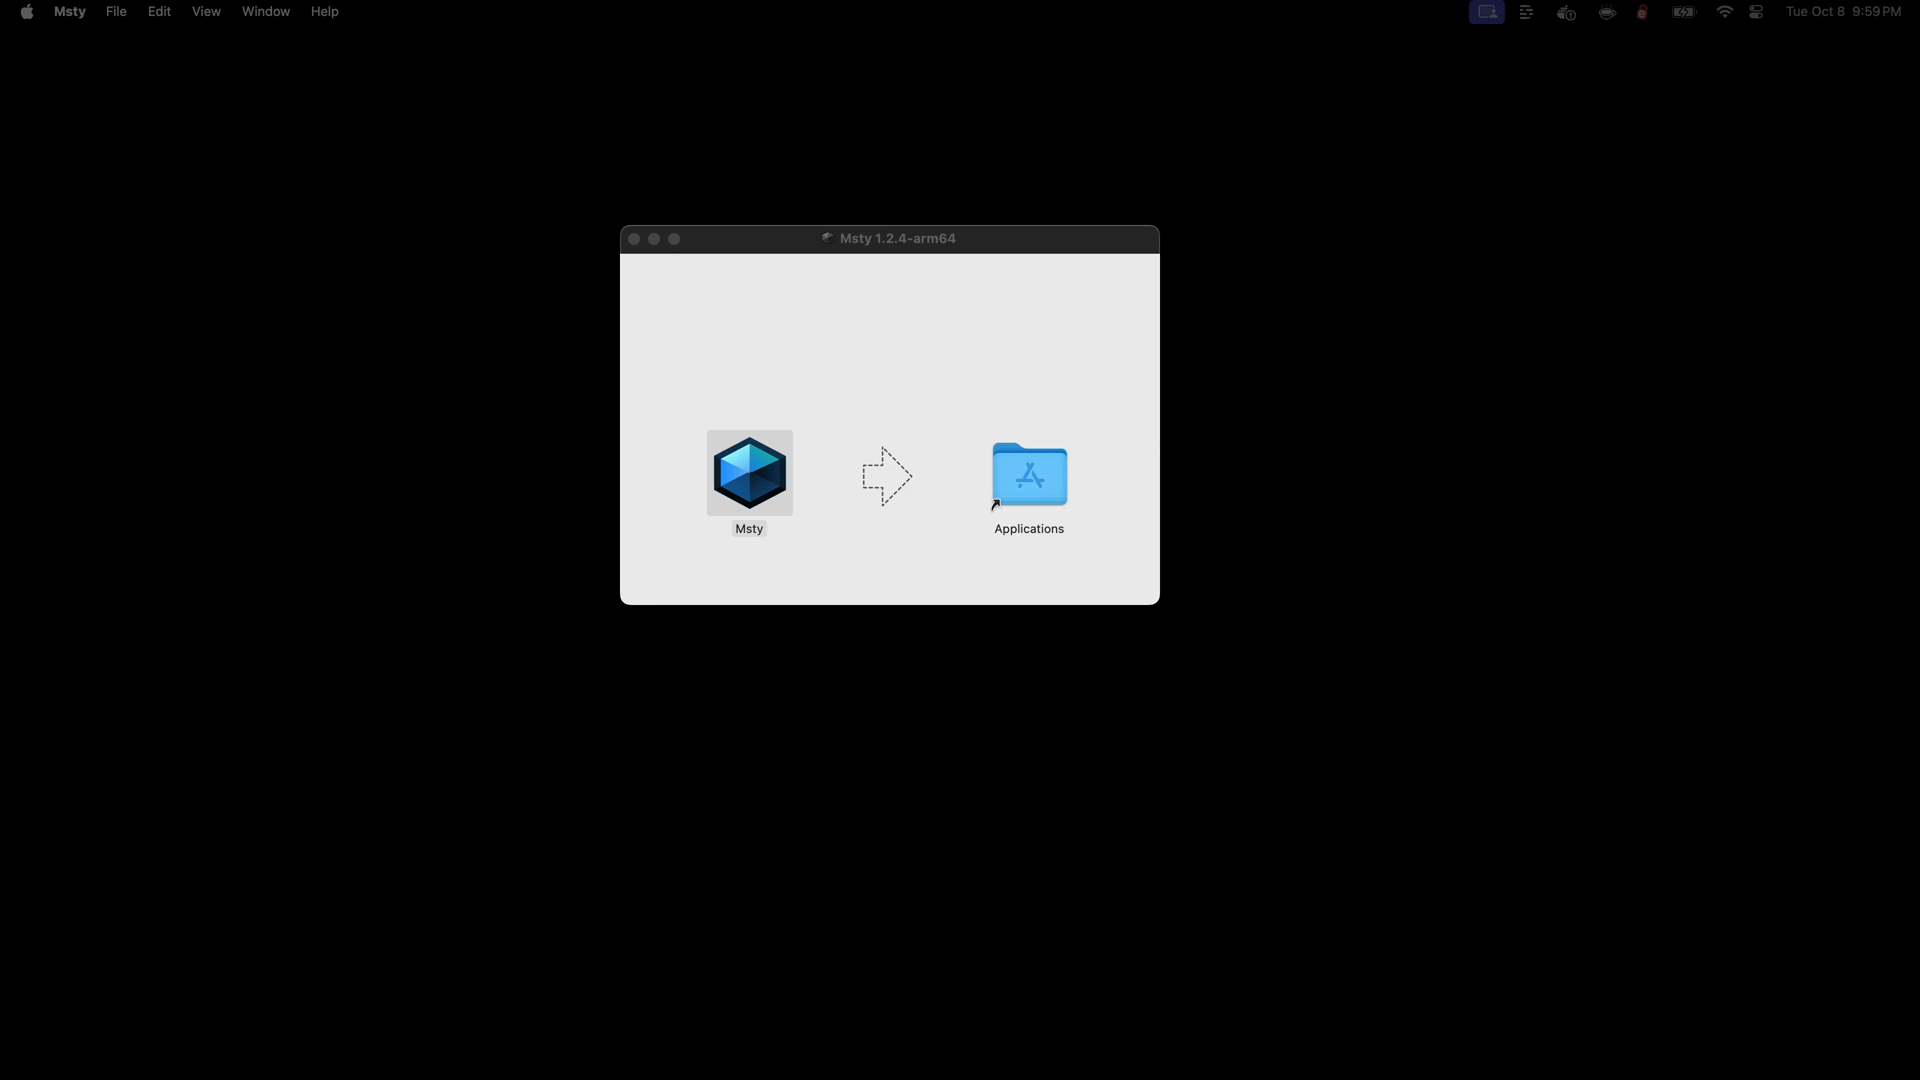 Msty File Edit View Window Help Tue Oct 8 9:59 PM
Msty 1.2.4-arm64
Msty Applications